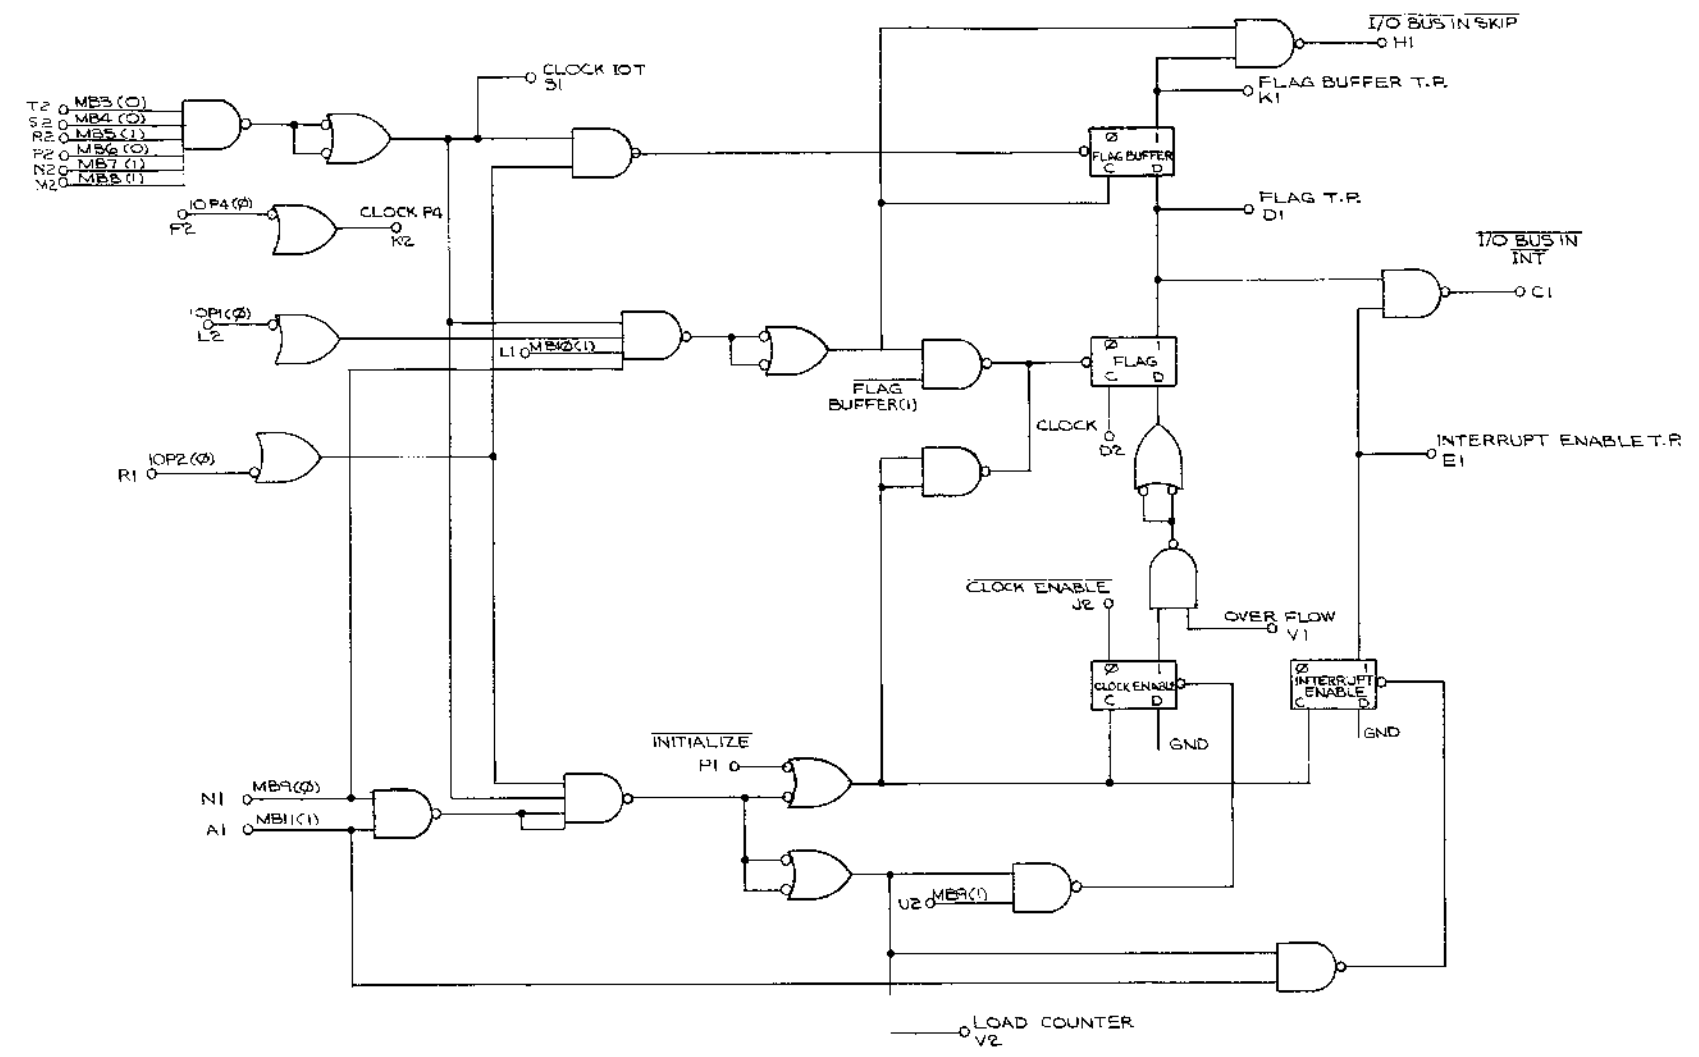 I/O BUS IN SKIP
H1
CLOCK IOT
S1
FLAG BUFFER T.P.
K1
T2 MB3(0)
S2 MB4(0)
R2 MB5(1)
P2 MB6(0)
N2 MB7(1)
M2 MB8(1)
Ø 1
FLAG BUFFER
C D
IOP4(Ø)
F2
CLOCK P4
K2
FLAG T.P.
D1
I/O BUS IN
INT
C1
IOP1(Ø)
L2
L1 MB10(1)
FLAG
BUFFER(1)
Ø 1
FLAG
C D
CLOCK
D2
INTERRUPT ENABLE T.P.
E1
IOP2(Ø)
R1
CLOCK ENABLE
J2
OVER FLOW
V1
Ø 1
CLOCK ENABLE
C D
GND
Ø 1
INTERRUPT
ENABLE
C D
GND
INITIALIZE
P1
N1 MB9(Ø)
A1 MB11(1)
U2 MB9(1)
LOAD COUNTER
V2